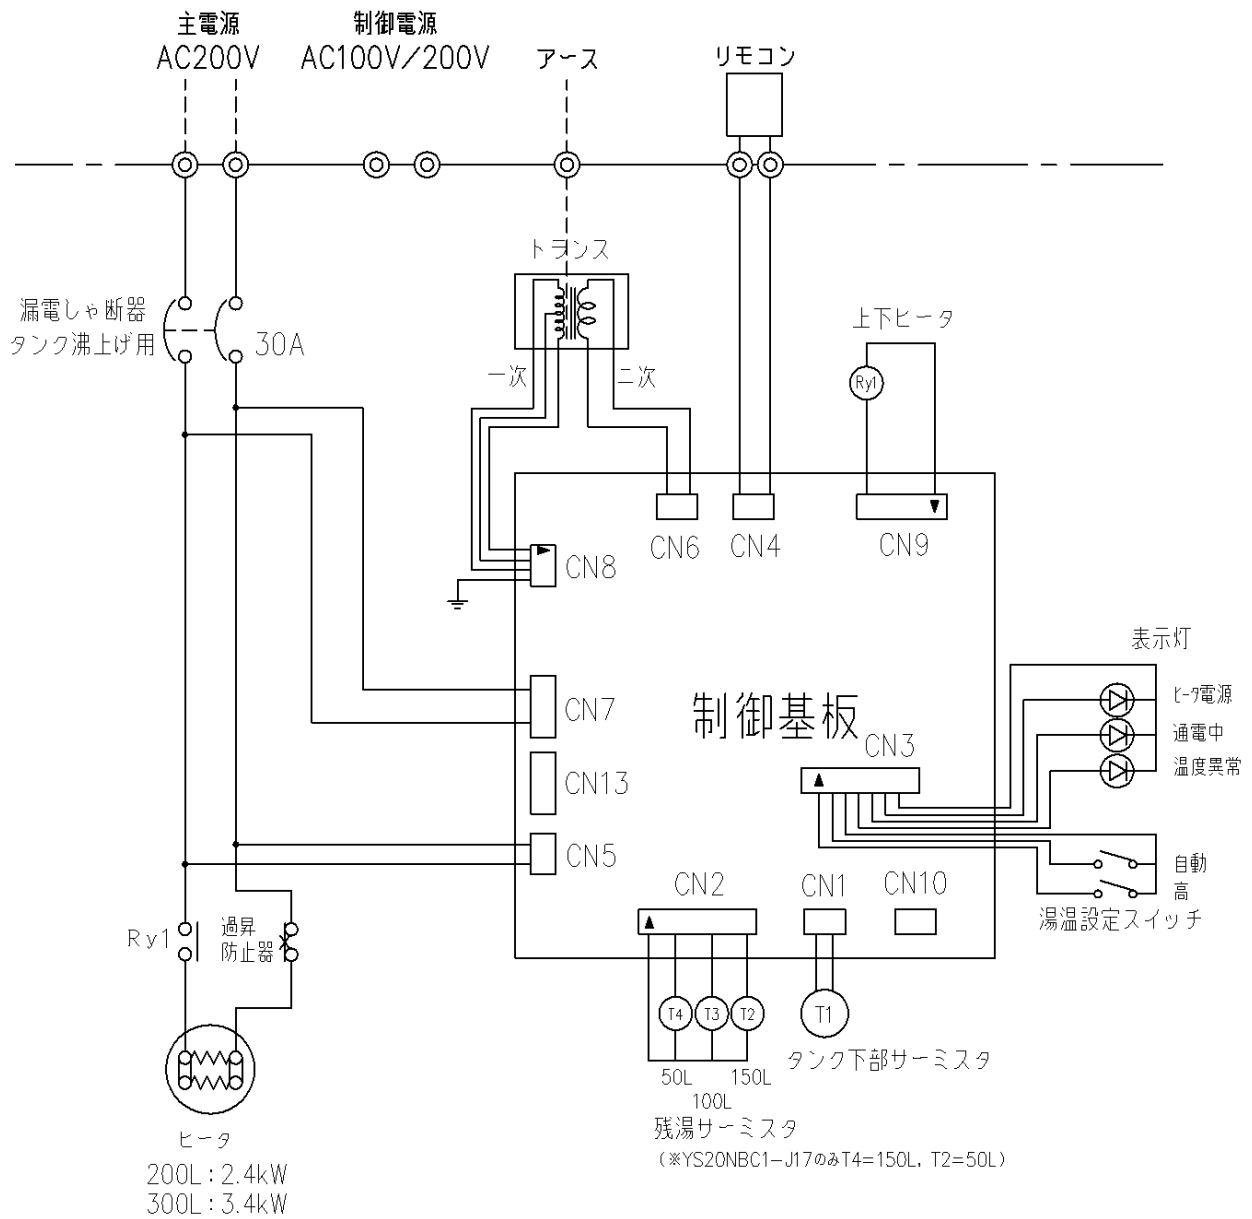 主電源
AC200V
制御電源
AC100V/200V
アース
リモコン
トランス
漏電しゃ断器
タンク沸上げ用
30A
一次
二次
上下ヒータ
Ry1
CN6
CN4
CN9
CN8
表示灯
ヒータ電源
通電中
温度異常
CN7
制御基板
CN3
CN13
CN5
自動
高
湯温設定スイッチ
CN2
CN1
CN10
Ry1
過昇
防止器
T4
T3
T2
T1
タンク下部サーミスタ
50L
150L
100L
残湯サーミスタ
(※YS20NBC1-J17のみT4=150L, T2=50L)
ヒータ
200L:2.4kW
300L:3.4kW